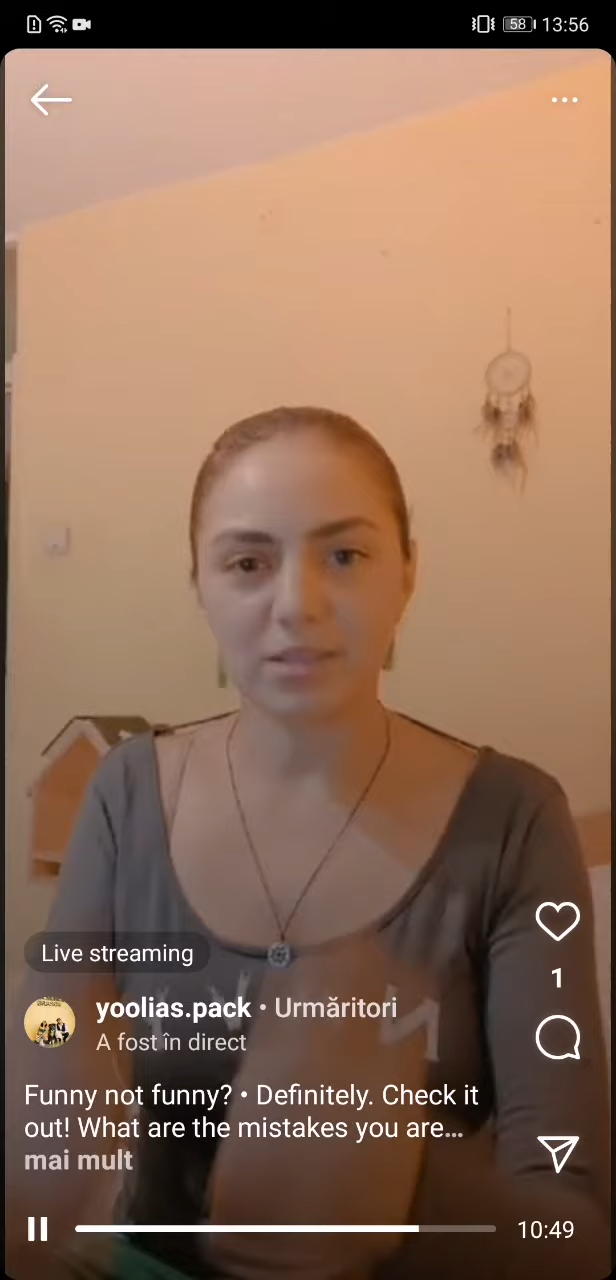 58 13:56
Live streaming
yoolias.pack • Urmăritori
A fost în direct
1
Funny not funny? • Definitely. Check it
out! What are the mistakes you are...
mai mult
10:49